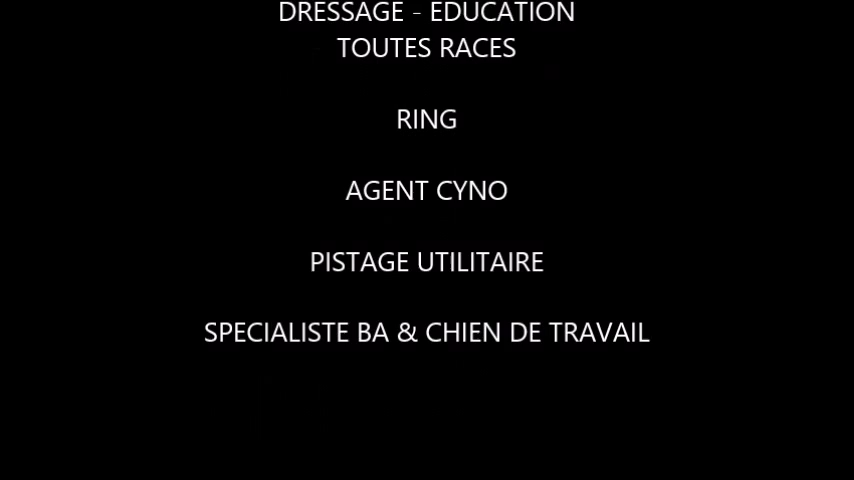 DRESSAGE - EDUCATION
TOUTES RACES
RING
AGENT CYNO
PISTAGE UTILITAIRE
SPECIALISTE BA & CHIEN DE TRAVAIL